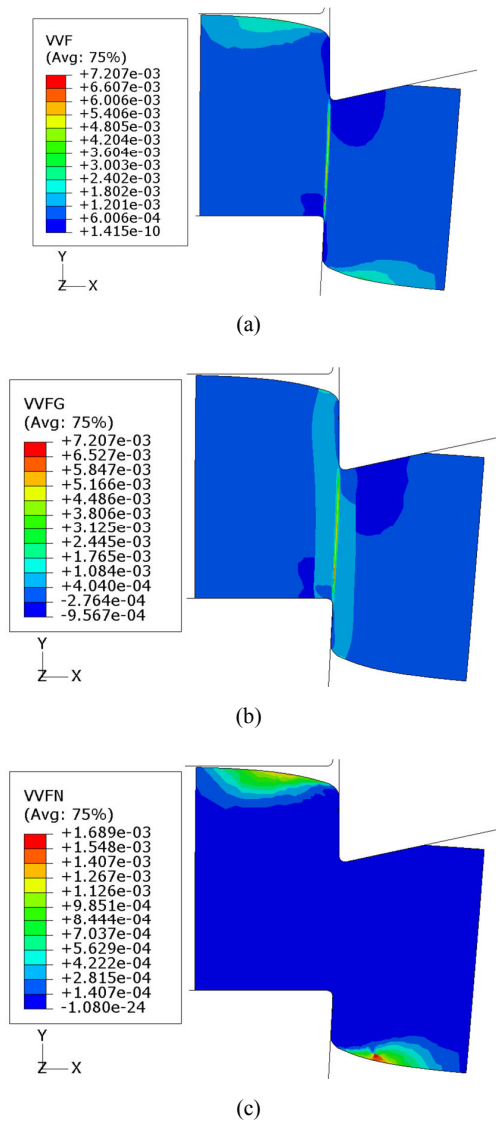 VVF
(Avg: 75%)
+7.207e-03
+6.607e-03
+6.006e-03
+5.406e-03
+4.805e-03
+4.204e-03
+3.604e-03
+3.003e-03
+2.402e-03
+1.802e-03
+1.201e-03
+6.006e-04
+1.415e-10
Y
Z X
(a)
VVFG
(Avg: 75%)
+7.207e-03
+6.527e-03
+5.847e-03
+5.166e-03
+4.486e-03
+3.806e-03
+3.125e-03
+2.445e-03
+1.765e-03
+1.084e-03
+4.040e-04
-2.764e-04
-9.567e-04
Y
Z X
(b)
VVFN
(Avg: 75%)
+1.689e-03
+1.548e-03
+1.407e-03
+1.267e-03
+1.126e-03
+9.851e-04
+8.444e-04
+7.037e-04
+5.629e-04
+4.222e-04
+2.815e-04
+1.407e-04
-1.080e-24
Y
Z X
(c)